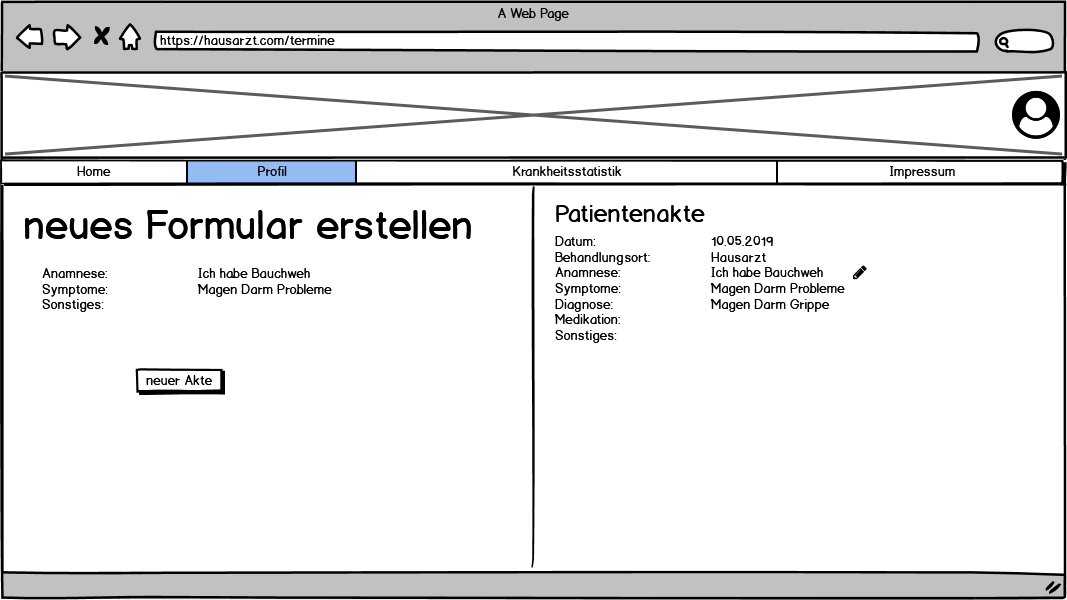 A Web Page
https://hausarzt.com/termine
Home Profil Krankheitsstatistik Impressum
neues Formular erstellen
Anamnese: Ich habe Bauchweh
Symptome: Magen Darm Probleme
Sonstiges:
neuer Akte
Patientenakte
Datum: 10.05.2019
Behandlungsort: Hausarzt
Anamnese: Ich habe Bauchweh
Symptome: Magen Darm Probleme
Diagnose: Magen Darm Grippe
Medikation:
Sonstiges: